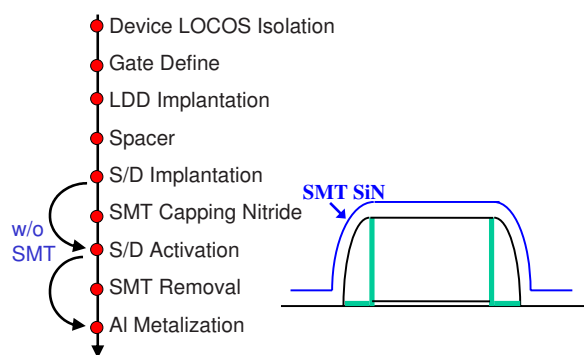 Device LOCOS Isolation
Gate Define
LDD Implantation
Spacer
S/D Implantation
SMT Capping Nitride
w/o
SMT
S/D Activation
SMT Removal
Al Metalization
SMT SiN